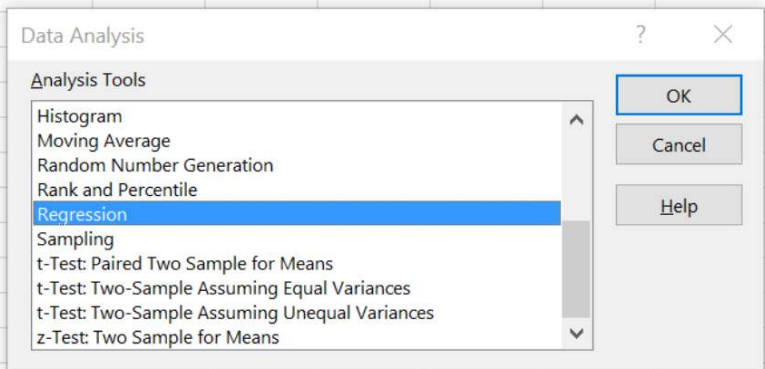 Data Analysis ?
Analysis Tools
Histogram
Moving Average
Random Number Generation
Rank and Percentile
Regression
Sampling
t-Test: Paired Two Sample for Means
t-Test: Two-Sample Assuming Equal Variances
t-Test: Two-Sample Assuming Unequal Variances
z-Test: Two Sample for Means
OK
Cancel
Help